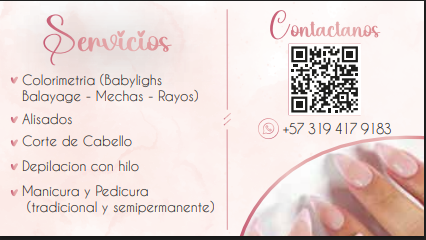 Servicios
Colorimetria (Babylighs
Balayage - Mechas - Rayos)
Alisados
Corte de Cabello
Depilacion con hilo
Manicura y Pedicura
(tradicional y semipermanente)
Contactanos
+57 319 417 9183